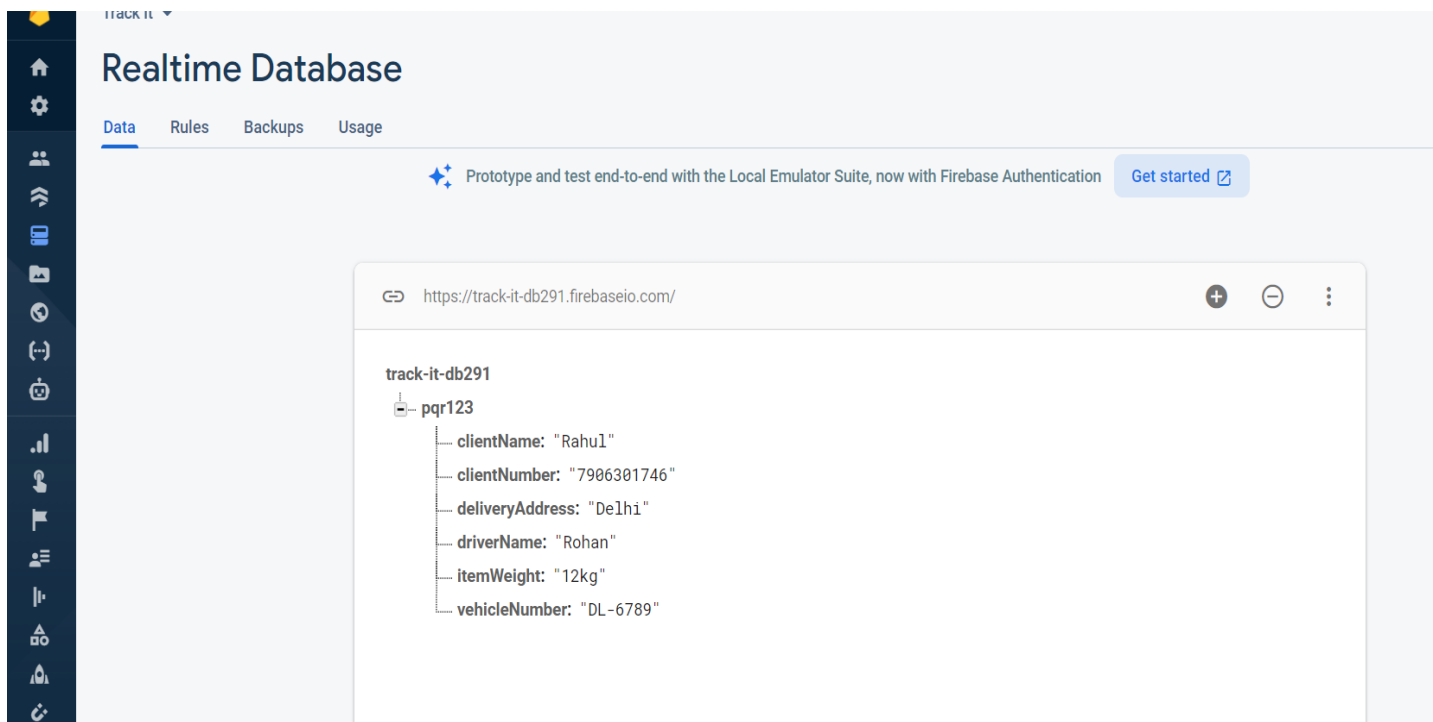 Track It
Realtime Database
Data Rules Backups Usage
Prototype and test end-to-end with the Local Emulator Suite, now with Firebase Authentication Get started
https://track-it-db291.firebaseio.com/
track-it-db291
pqr123
clientName: "Rahul"
clientNumber: "7906301746"
deliveryAddress: "Delhi"
driverName: "Rohan"
itemWeight: "12kg"
vehicleNumber: "DL-6789"